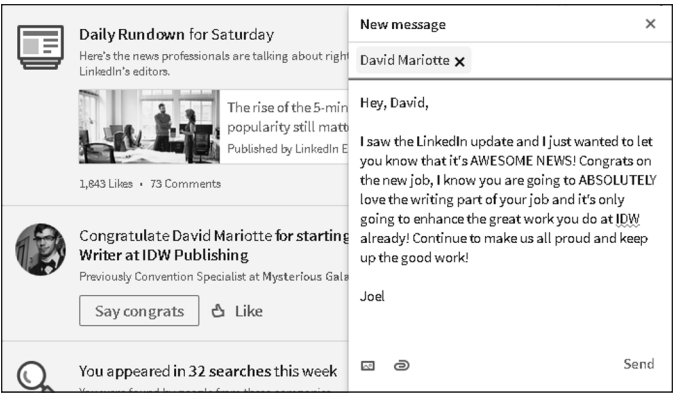 Daily Rundown for Saturday
Here's the news professionals are talking about right
LinkedIn's editors.
The rise of the 5-min
popularity still matt
Published by LinkedIn E
1,843 Likes • 73 Comments
Congratulate David Mariotte for starting
Writer at IDW Publishing
Previously Convention Specialist at Mysterious Gala
Say congrats
Like
You appeared in 32 searches this week
New message
David Mariotte
Hey, David,
I saw the LinkedIn update and I just wanted to let
you know that it's AWESOME NEWS! Congrats on
the new job, I know you are going to ABSOLUTELY
love the writing part of your job and it's only
going to enhance the great work you do at IDW
already! Continue to make us all proud and keep
up the good work!
Joel
Send